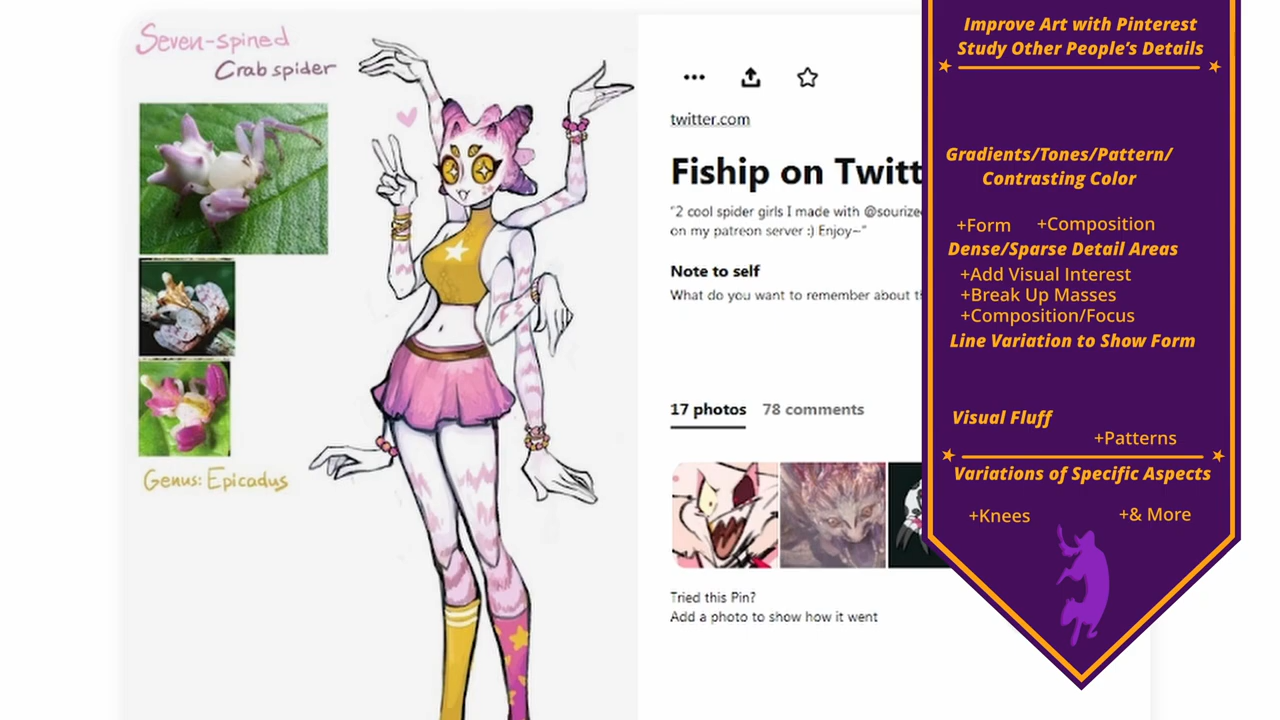 Seven-spined
Crab spider
Genus: Epicadus
twitter.com
Fiship on Twitt
"2 cool spider girls I made with @sourize
on my patreon server :) Enjoy~"
Note to self
What do you want to remember about t
17 photos 78 comments
Tried this Pin?
Add a photo to show how it went
Improve Art with Pinterest
Study Other People's Details
Gradients/Tones/Pattern/
Contrasting Color
+Form +Composition
Dense/Sparse Detail Areas
+Add Visual Interest
+Break Up Masses
+Composition/Focus
Line Variation to Show Form
Visual Fluff
+Patterns
Variations of Specific Aspects
+Knees +& More